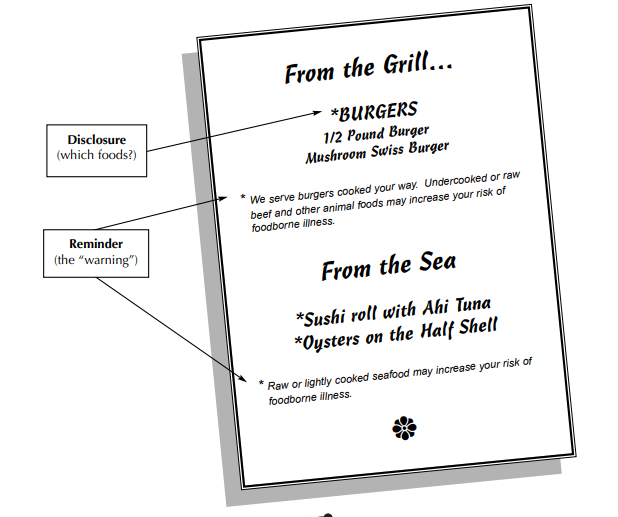 From the Grill...
*BURGERS
1/2 Pound Burger
Mushroom Swiss Burger
Disclosure
(which foods?)
* We serve burgers cooked your way. Undercooked or raw
beef and other animal foods may increase your risk of
foodborne illness.
Reminder
(the “warning”)
From the Sea
*Sushi roll with Ahi Tuna
*Oysters on the Half Shell
* Raw or lightly cooked seafood may increase your risk of
foodborne illness.